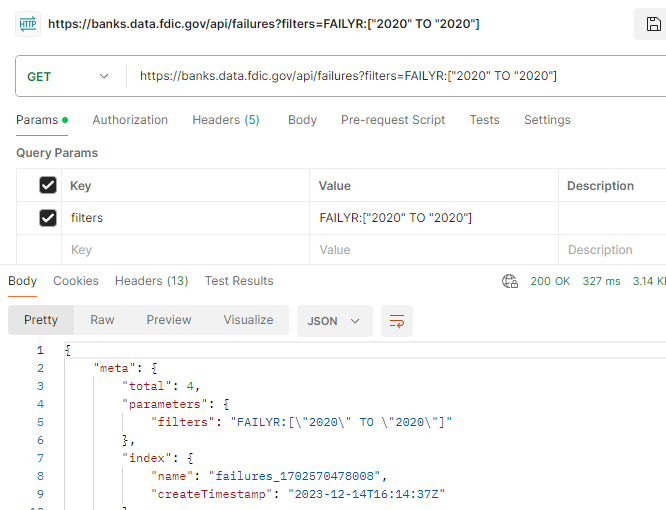 HTTP https://banks.data.fdic.gov/api/failures?filters=FAILYR:["2020" TO "2020"]
GET https://banks.data.fdic.gov/api/failures?filters=FAILYR:["2020" TO "2020"]
Params Authorization Headers (5) Body Pre-request Script Tests Settings
Query Params
Key Value Description
filters FAILYR:["2020" TO "2020"]
Key Value Description
Body Cookies Headers (13) Test Results 200 OK 327 ms 3.14
Pretty Raw Preview Visualize JSON
1 {
2 "meta": {
3 "total": 4,
4 "parameters": {
5 "filters": "FAILYR:[\"2020\" TO \"2020\"]"
6 },
7 "index": {
8 "name": "failures_1702570478008",
9 "createTimestamp": "2023-12-14T16:14:37Z"